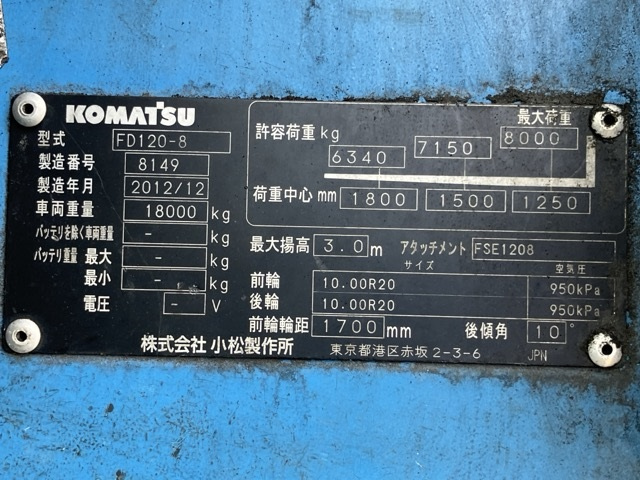 KOMATSU
型式 FD120-8
製造番号 8149
製造年月 2012/12
車両重量 18000 kg
バッテリを除く車両重量 - kg
バッテリ重量 最大 - kg
最小 - kg
電圧 - V
最大荷重
許容荷重 kg 6340 7150 8000
荷重中心 mm 1800 1500 1250
最大揚高 3.0 m アタッチメント FSE1208
サイズ 空気圧
前輪 10.00R20 950kPa
後輪 10.00R20 950kPa
前輪輪距 1700 mm 後傾角 10°
株式会社 小松製作所 東京都港区赤坂 2-3-6 JPN